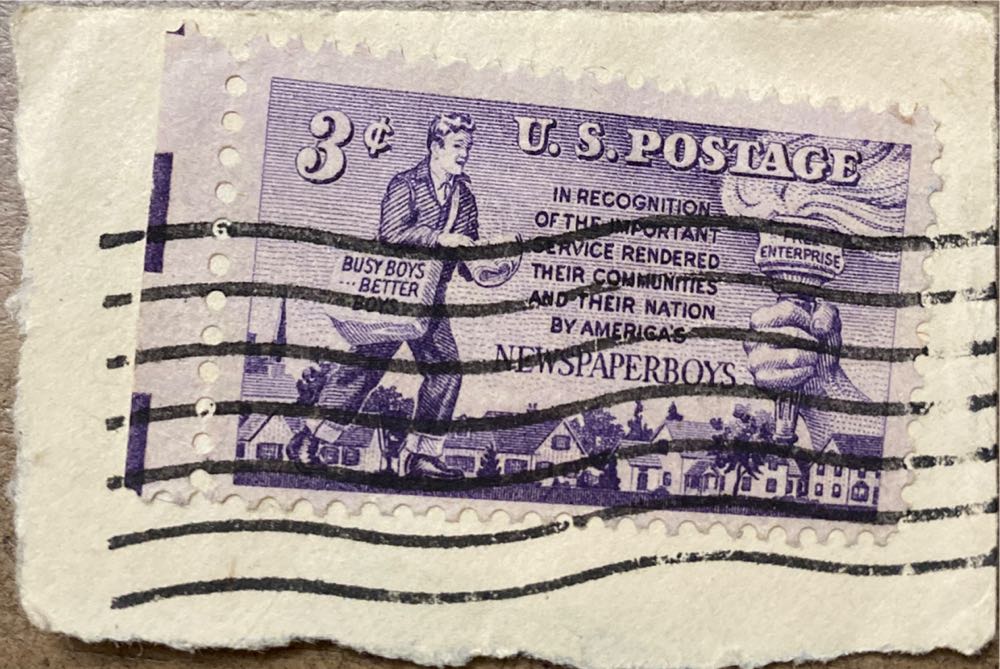 3¢
U.S. POSTAGE
IN RECOGNITION
OF THE IMPORTANT
SERVICE RENDERED
THEIR COMMUNITIES
AND THEIR NATION
BY AMERICA'S
NEWSPAPERBOYS
BUSY BOYS
...BETTER
BOYS
FREE
ENTERPRISE